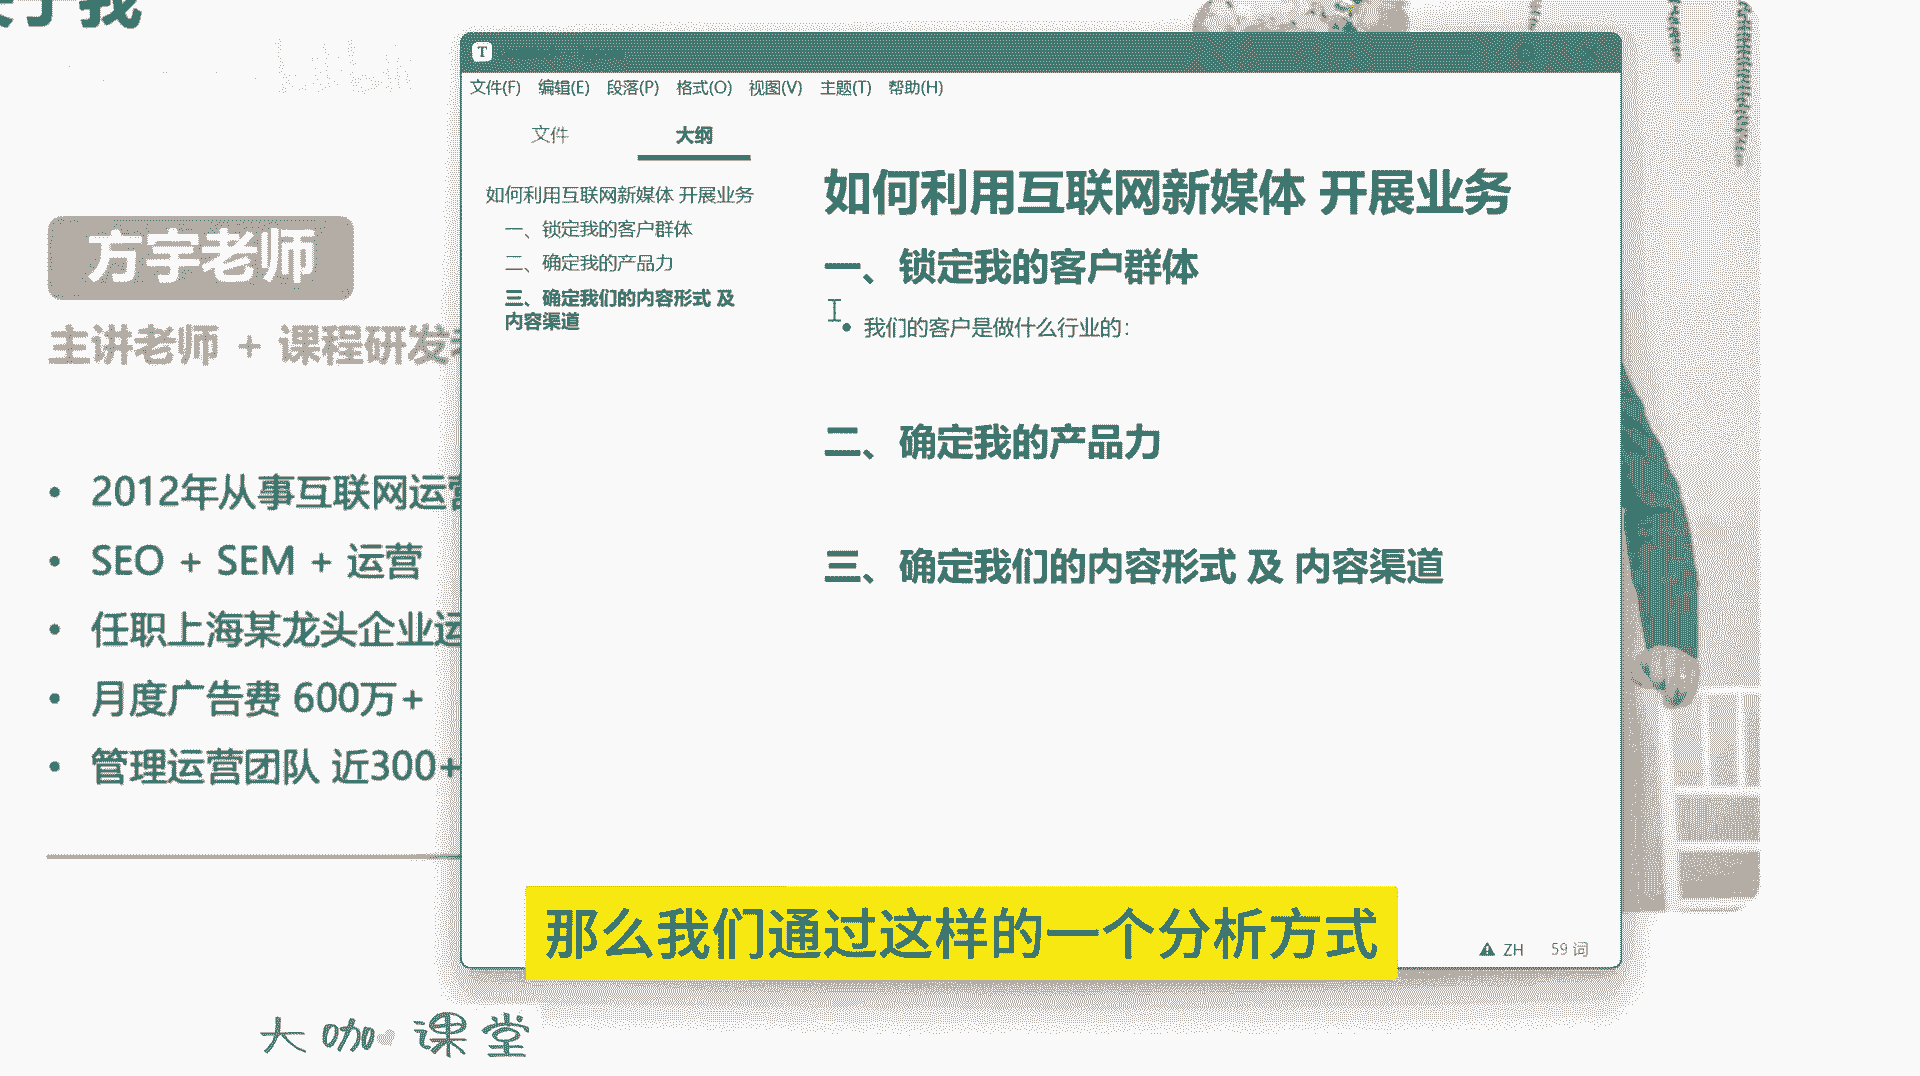 关于我
方宇老师
主讲老师 + 课程研发
• 2012年从事互联网运营
• SEO + SEM + 运营
• 任职上海某龙头企业运
• 月度广告费 600万+
• 管理运营团队 近300+
T
文件(F) 编辑(E) 段落(P) 格式(O) 视图(V) 主题(T) 帮助(H)
文件 大纲
如何利用互联网新媒体 开展业务
一、锁定我的客户群体
二、确定我的产品力
三、确定我们的内容形式 及
内容渠道
如何利用互联网新媒体 开展业务
一、锁定我的客户群体
• 我们的客户是做什么行业的：
二、确定我的产品力
三、确定我们的内容形式 及 内容渠道
那么我们通过这样的一个分析方式
ZH 59 词
大咖课堂